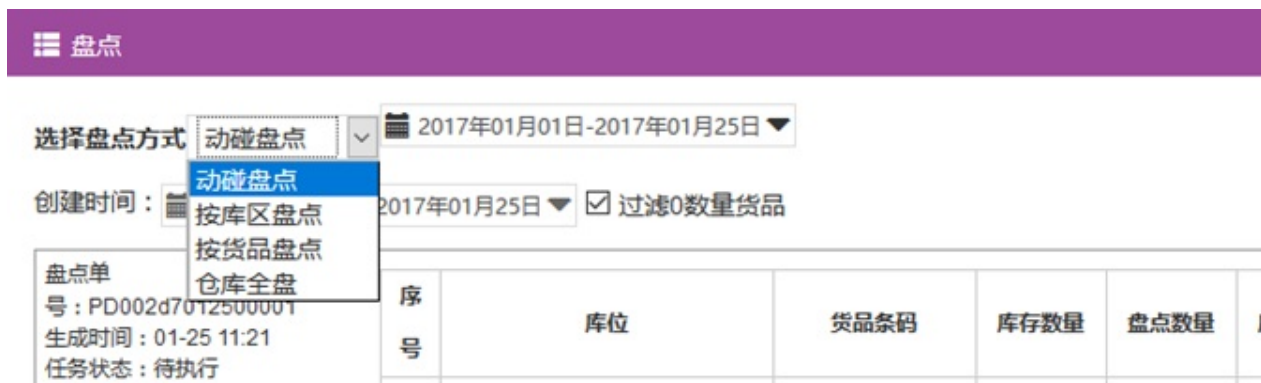 盘点
选择盘点方式 动碰盘点 2017年01月01日-2017年01月25日
动碰盘点
按库区盘点
按货品盘点
仓库全盘
创建时间： 2017年01月25日 过滤0数量货品
盘点单
号：PD002d7012500001
生成时间：01-25 11:21
任务状态：待执行
序号 库位 货品条码 库存数量 盘点数量